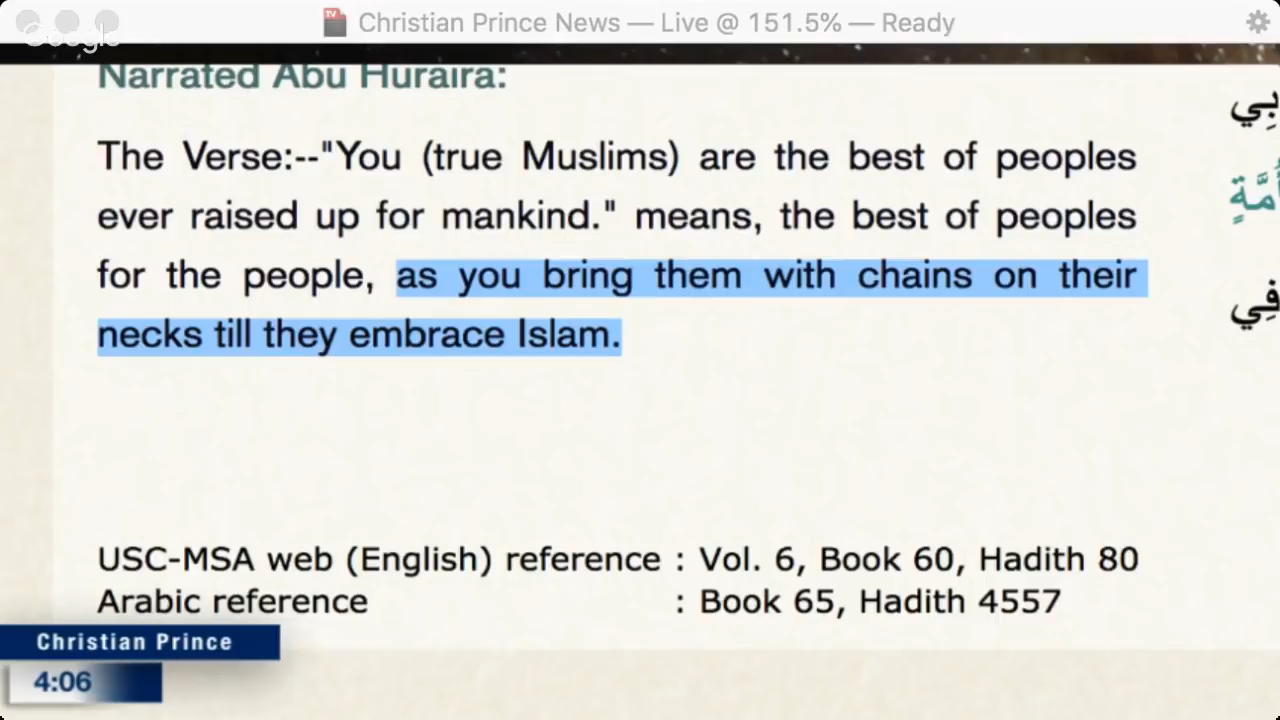 Christian Prince News — Live @ 151.5% — Ready
Google
Narrated Abu Huraira:
بِي
The Verse:--"You (true Muslims) are the best of peoples
أُمَّةٍ
ever raised up for mankind." means, the best of peoples
for the people, as you bring them with chains on their
فِي
necks till they embrace Islam.
USC-MSA web (English) reference : Vol. 6, Book 60, Hadith 80
Arabic reference : Book 65, Hadith 4557
Christian Prince
4:06